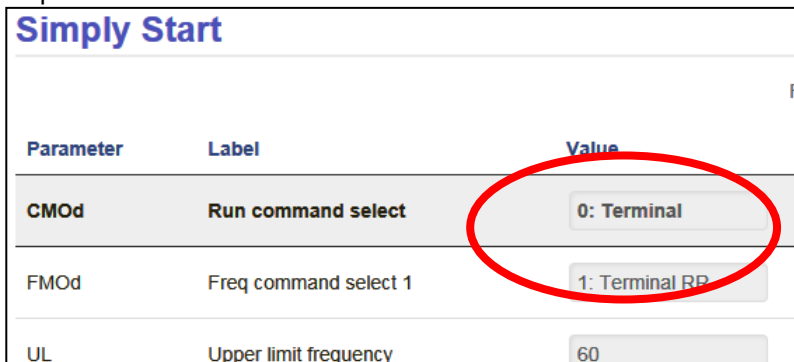 Simply Start
Parameter Label Value
CMOd Run command select 0: Terminal
FMOd Freq command select 1 1: Terminal RR
UL Upper limit frequency 60